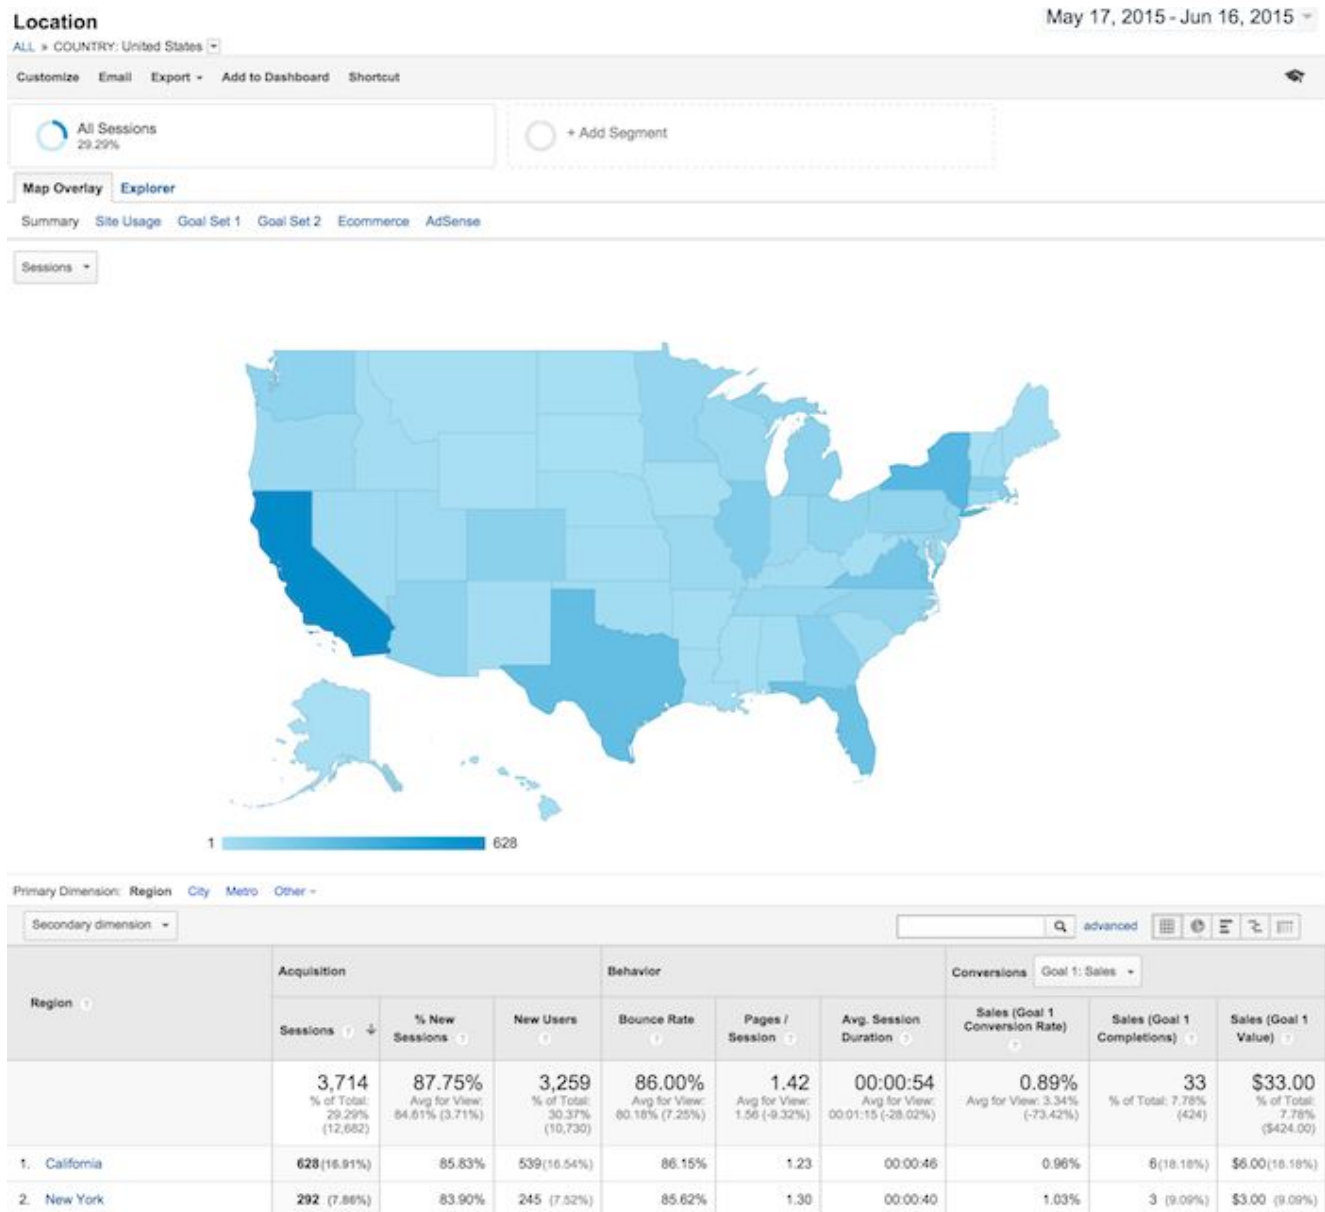 Location
May 17, 2015 - Jun 16, 2015
ALL » COUNTRY: United States
Customize Email Export Add to Dashboard Shortcut
All Sessions
29.29%
+ Add Segment
Map Overlay Explorer
Summary Site Usage Goal Set 1 Goal Set 2 Ecommerce AdSense
Sessions
1 628
Primary Dimension: Region City Metro Other
Secondary dimension
advanced
Acquisition Behavior Conversions Goal 1: Sales
Region
Sessions ? % New Sessions ? New Users ? Bounce Rate ? Pages / Session ? Avg. Session Duration ? Sales (Goal 1 Conversion Rate) ? Sales (Goal 1 Completions) ? Sales (Goal 1 Value) ?
3,714 87.75% 3,259 86.00% 1.42 00:00:54 0.89% 33 $33.00
% of Total: 29.29% (12,682) Avg for View: 84.61% (3.71%) % of Total: 30.37% (10,730) Avg for View: 80.18% (7.25%) Avg for View: 1.56 (-9.32%) Avg for View: 00:01:15 (-28.02%) Avg for View: 3.34% (-73.42%) % of Total: 7.78% (424) % of Total: 7.78% ($424.00)
1. California 628 (16.91%) 85.83% 539 (16.54%) 86.15% 1.23 00:00:46 0.96% 6 (18.18%) $6.00 (18.18%)
2. New York 292 (7.86%) 83.90% 245 (7.52%) 85.62% 1.30 00:00:40 1.03% 3 (9.09%) $3.00 (9.09%)